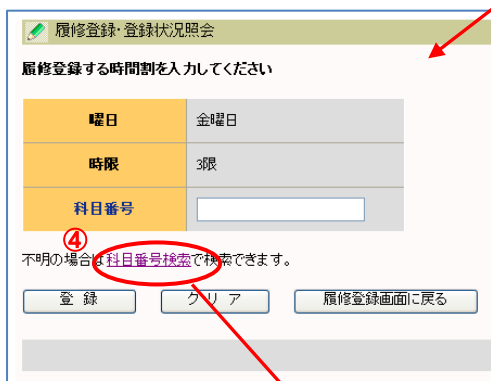 履修登録・登録状況照会
履修登録する時間割を入力してください
曜日 金曜日
時限 3限
科目番号
④
不明の場合は科目番号検索で検索できます。
登 録 ク リ ア 履修登録画面に戻る